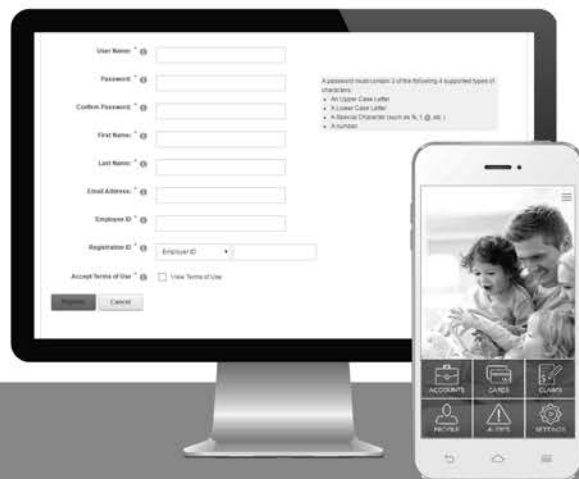 User Name: *
Password: *
A password must contain 3 of the following 4 supported types of
characters:
• An Upper Case Letter
• A Lower Case Letter
• A Special Character (such as %, !, @, etc.)
• A number
Confirm Password: *
First Name: *
Last Name: *
Email Address: *
Employee ID *
Registration ID *
Employer ID
Accept Terms of Use *
View Terms of Use
Register
Cancel
ACCOUNTS
CARDS
CLAIMS
PROFILE
ALERTS
SETTINGS